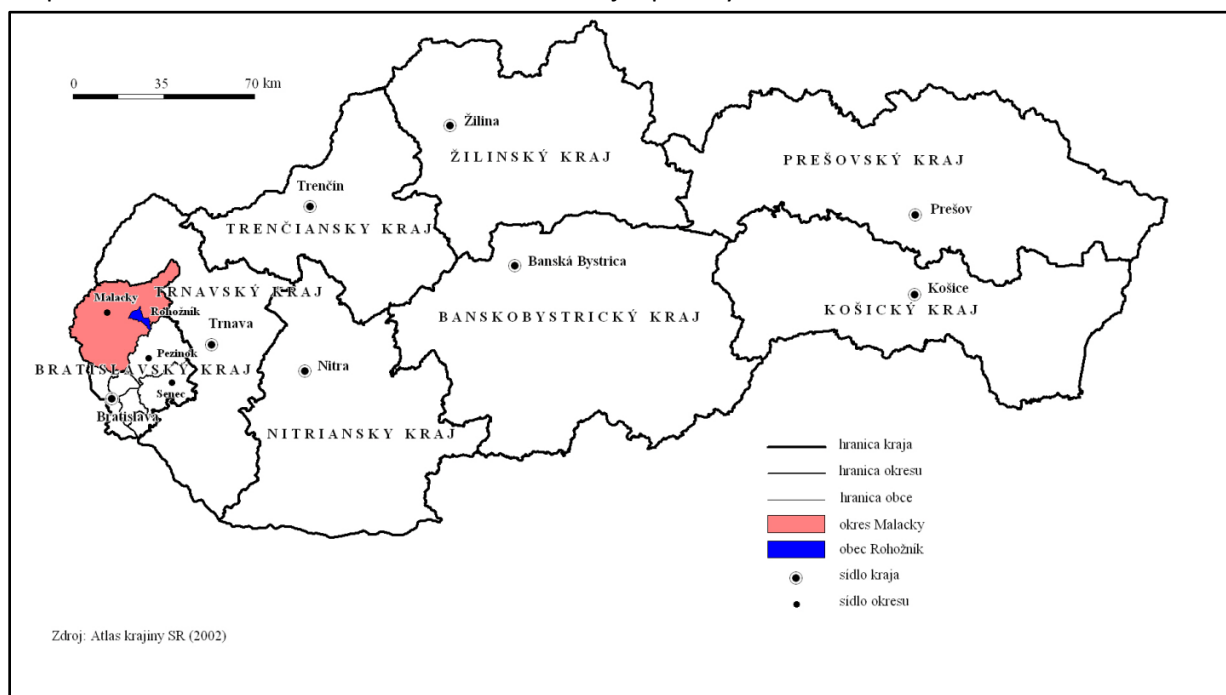 0 35 70 km
Žilina
ŽILINSKÝ KRAJ
PREŠOVSKÝ KRAJ
Trenčín
Prešov
TRENČIANSKY KRAJ
Banská Bystrica
Košice
TRNAVSKÝ KRAJ
Malacky
KOŠICKÝ KRAJ
Rohožník
BANSKOBYSTRICKÝ KRAJ
Trnava
Pezinok
Nitra
BRATISLAVSKÝ KRAJ
Senec
Bratislava
NITRIANSKY KRAJ
hranica kraja
hranica okresu
hranica obce
okres Malacky
obec Rohožník
sídlo kraja
sídlo okresu
Zdroj: Atlas krajiny SR (2002)